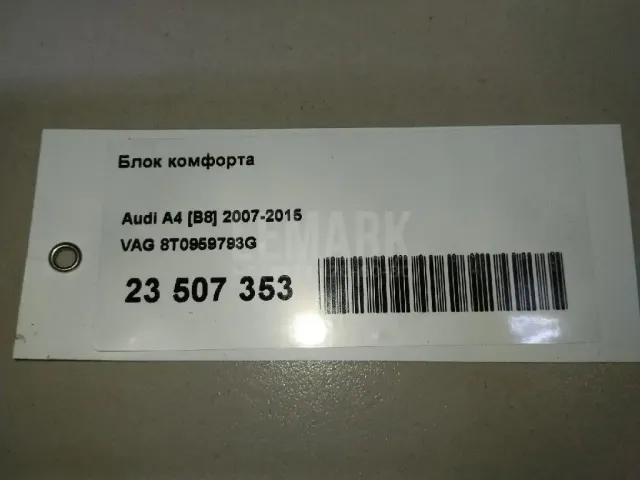 Блок комфорта
Audi A4 [B8] 2007-2015
VAG 8T0959793G
23 507 353